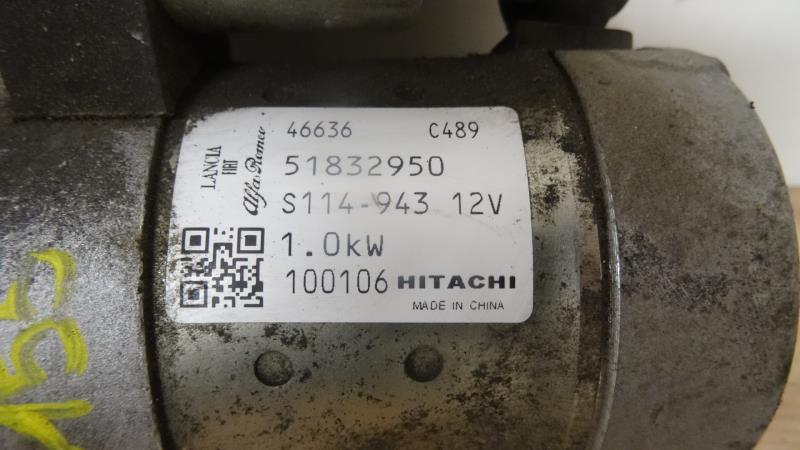 46636 C489
LANCIA
FIAT
Alfa Romeo
51832950
S114-943 12V
1.0kW
100106 HITACHI
MADE IN CHINA